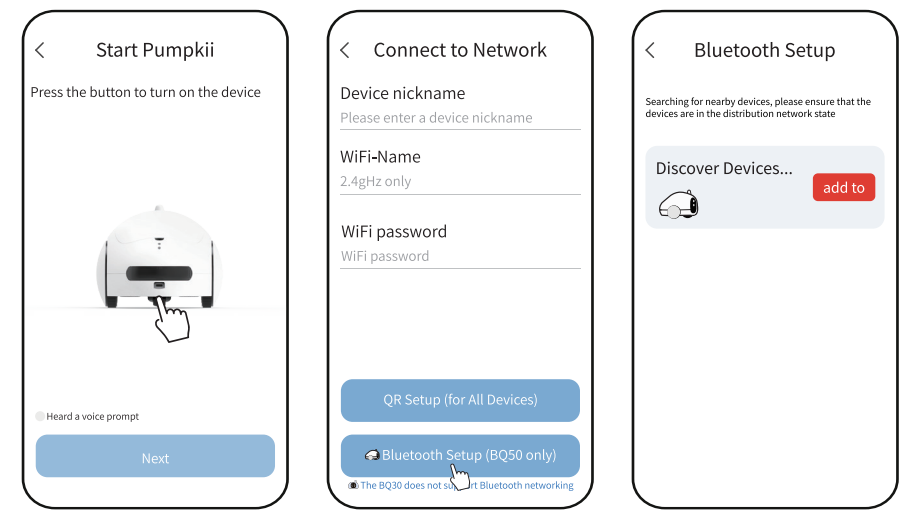 Start Pumpkii
Press the button to turn on the device
Heard a voice prompt
Next
Connect to Network
Device nickname
Please enter a device nickname
WiFi-Name
2.4gHz only
WiFi password
WiFi password
QR Setup (for All Devices)
Bluetooth Setup (BQ50 only)
The BQ30 does not support Bluetooth networking
Bluetooth Setup
Searching for nearby devices, please ensure that the
devices are in the distribution network state
Discover Devices...
add to